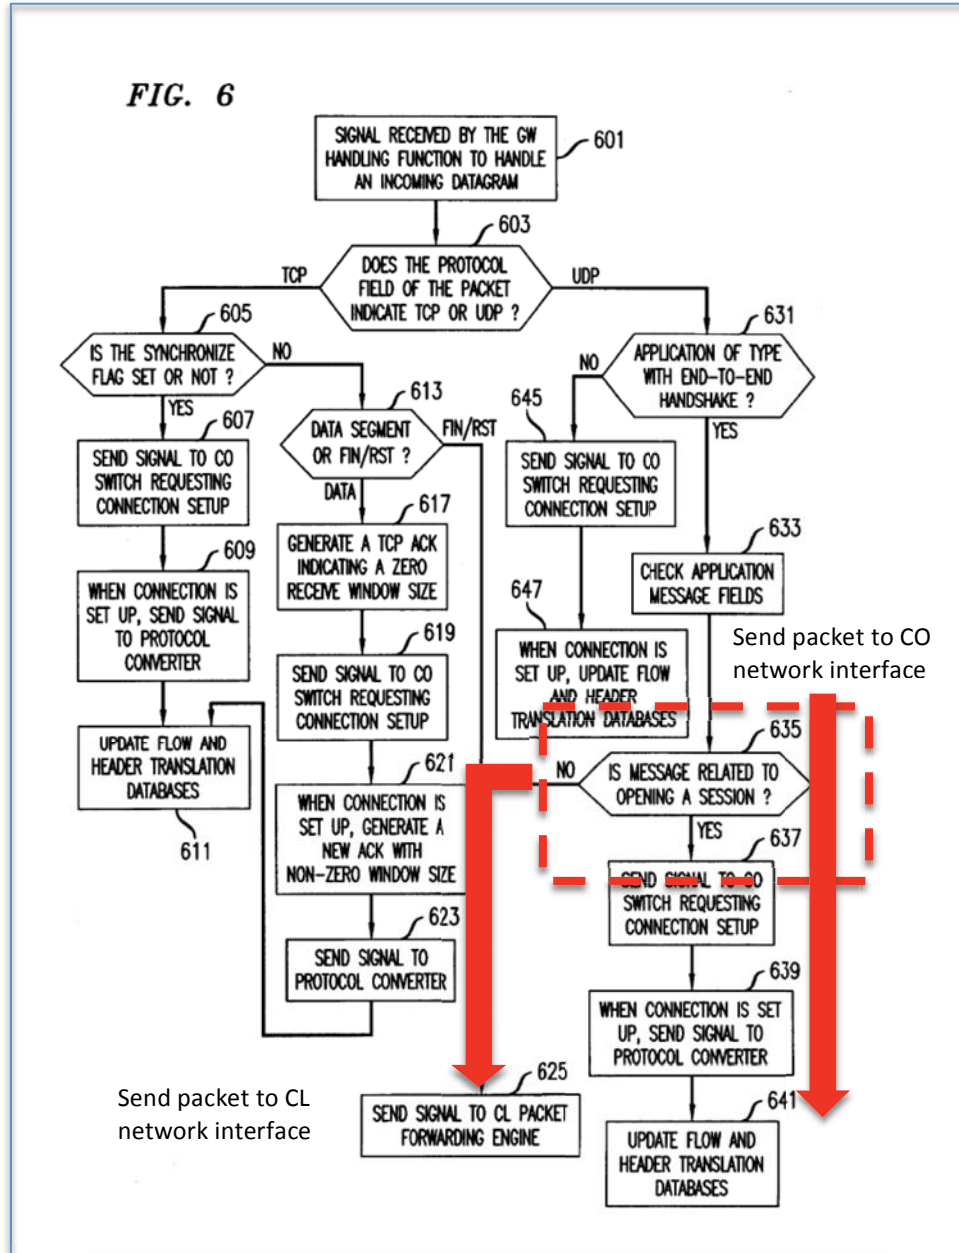 FIG. 6
SIGNAL RECEIVED BY THE GW
HANDLING FUNCTION TO HANDLE
AN INCOMING DATAGRAM
601
603
DOES THE PROTOCOL
FIELD OF THE PACKET
INDICATE TCP OR UDP ?
TCP
UDP
605
IS THE SYNCHRONIZE
FLAG SET OR NOT ?
NO
YES
631
APPLICATION OF TYPE
WITH END-TO-END
HANDSHAKE ?
NO
YES
607
SEND SIGNAL TO CO
SWITCH REQUESTING
CONNECTION SETUP
613
DATA SEGMENT
OR FIN/RST ?
FIN/RST
DATA
645
SEND SIGNAL TO CO
SWITCH REQUESTING
CONNECTION SETUP
609
WHEN CONNECTION IS
SET UP, SEND SIGNAL
TO PROTOCOL
CONVERTER
617
GENERATE A TCP ACK
INDICATING A ZERO
RECEIVE WINDOW SIZE
633
CHECK APPLICATION
MESSAGE FIELDS
647
WHEN CONNECTION IS
SET UP, UPDATE FLOW
AND HEADER
TRANSLATION DATABASES
Send packet to CO
network interface
619
SEND SIGNAL TO CO
SWITCH REQUESTING
CONNECTION SETUP
UPDATE FLOW AND
HEADER TRANSLATION
DATABASES
611
635
IS MESSAGE RELATED TO
OPENING A SESSION ?
NO
YES
621
WHEN CONNECTION IS
SET UP, GENERATE A
NEW ACK WITH
NON-ZERO WINDOW SIZE
637
SEND SIGNAL TO CO
SWITCH REQUESTING
CONNECTION SETUP
623
SEND SIGNAL TO
PROTOCOL CONVERTER
639
WHEN CONNECTION IS SET
UP, SEND SIGNAL TO
PROTOCOL CONVERTER
Send packet to CL
network interface
625
SEND SIGNAL TO CL PACKET
FORWARDING ENGINE
641
UPDATE FLOW AND
HEADER TRANSLATION
DATABASES